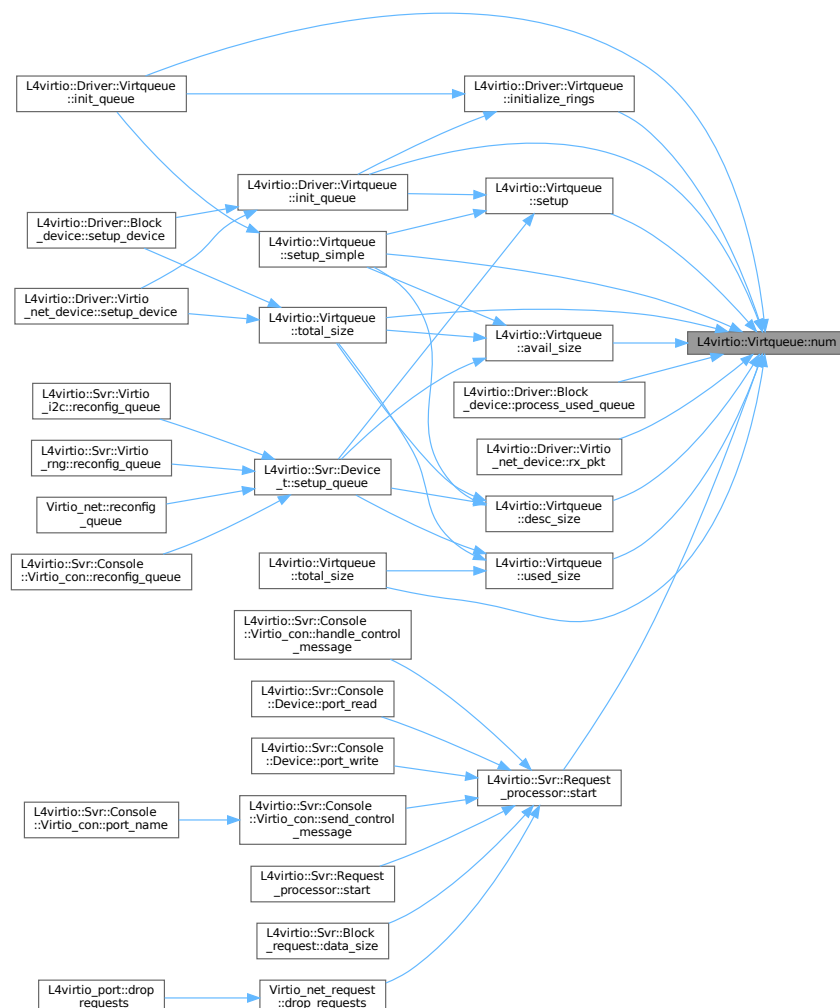 L4virtio::Driver::Virtqueue
::init_queue
L4virtio::Driver::Virtqueue
::initialize_rings
L4virtio::Driver::Virtqueue
::init_queue
L4virtio::Virtqueue
::setup
L4virtio::Driver::Block
_device::setup_device
L4virtio::Virtqueue
::setup_simple
L4virtio::Driver::Virtio
_net_device::setup_device
L4virtio::Virtqueue
::total_size
L4virtio::Virtqueue
::avail_size
L4virtio::Virtqueue::num
L4virtio::Svr::Virtio
_i2c::reconfig_queue
L4virtio::Driver::Block
_device::process_used_queue
L4virtio::Svr::Virtio
_rng::reconfig_queue
L4virtio::Svr::Device
_t::setup_queue
L4virtio::Driver::Virtio
_net_device::rx_pkt
Virtio_net::reconfig
_queue
L4virtio::Virtqueue
::desc_size
L4virtio::Svr::Console
::Virtio_con::reconfig_queue
L4virtio::Virtqueue
::total_size
L4virtio::Virtqueue
::used_size
L4virtio::Svr::Console
::Virtio_con::handle_control
_message
L4virtio::Svr::Console
::Device::port_read
L4virtio::Svr::Console
::Device::port_write
L4virtio::Svr::Request
_processor::start
L4virtio::Svr::Console
::Virtio_con::port_name
L4virtio::Svr::Console
::Virtio_con::send_control
_message
L4virtio::Svr::Request
_processor::start
L4virtio::Svr::Block
_request::data_size
L4virtio_port::drop
_requests
Virtio_net_request
::drop_requests